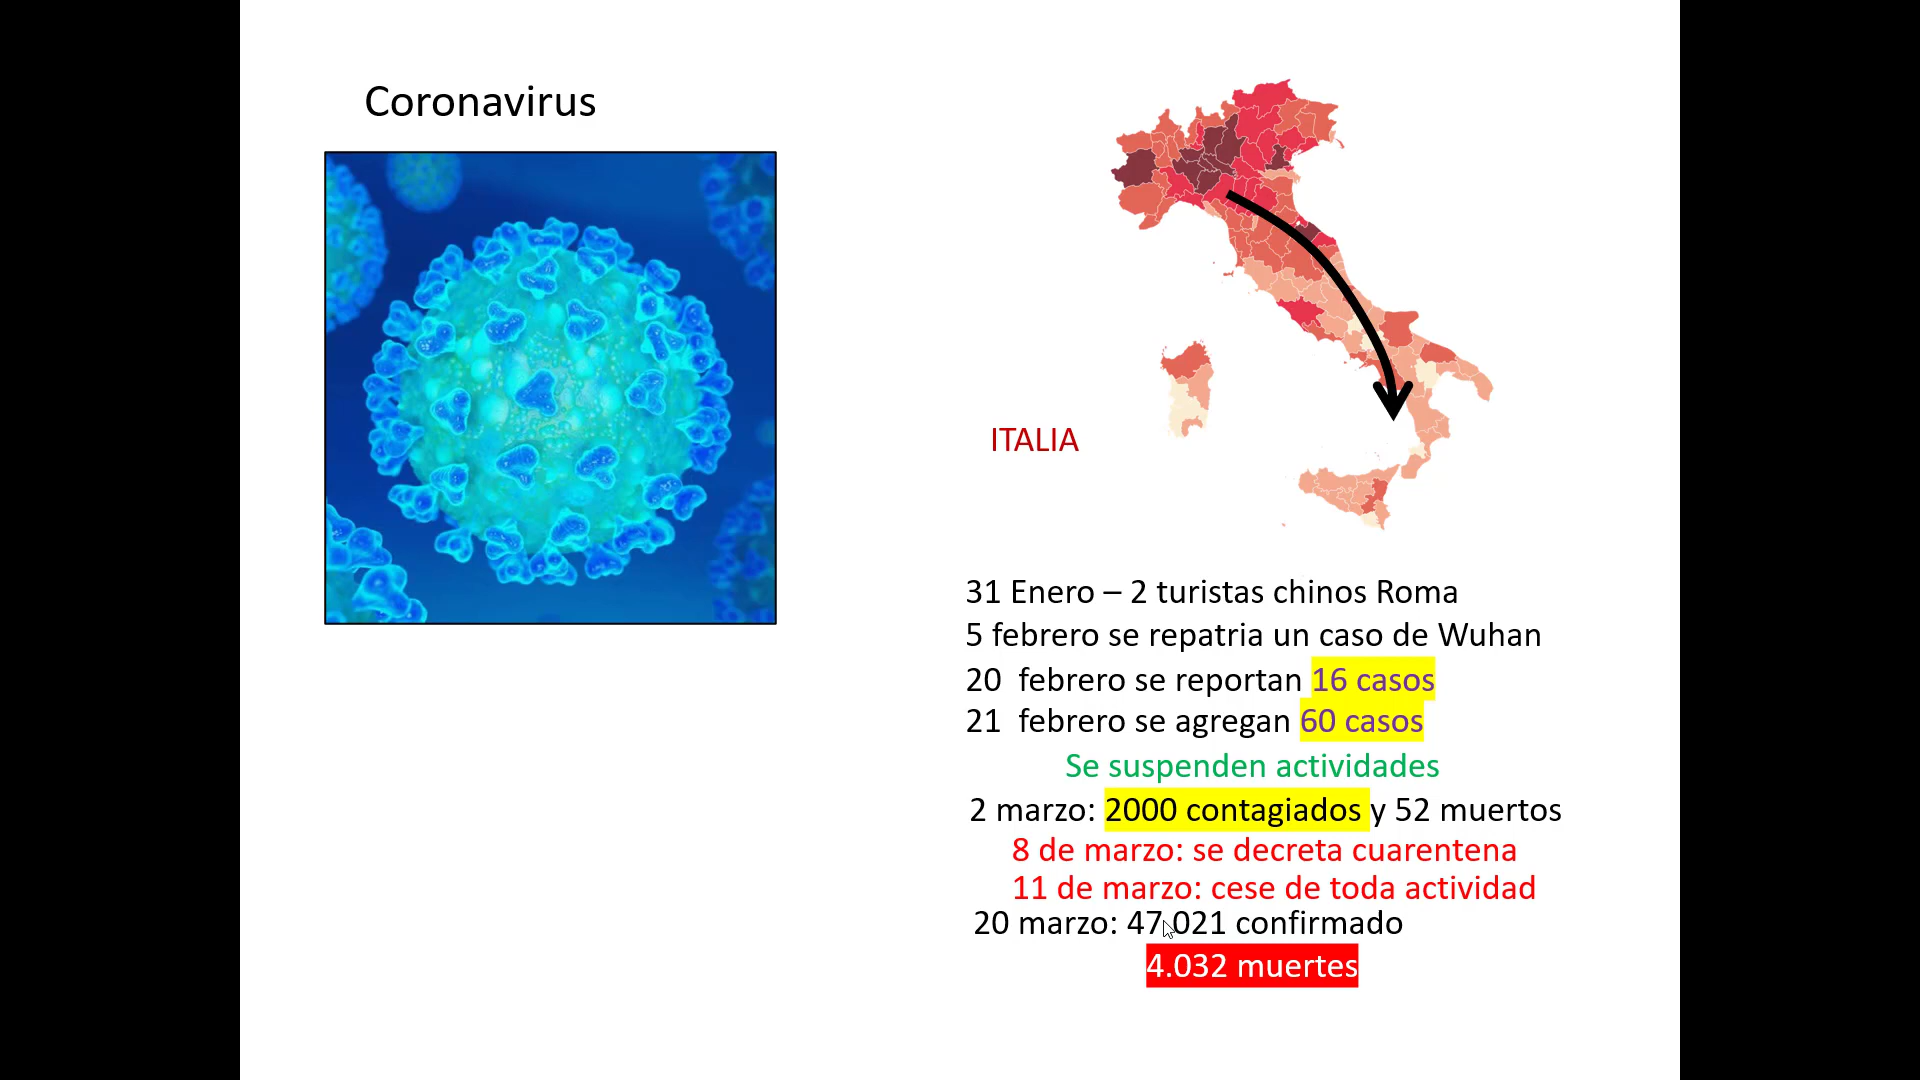 Coronavirus
ITALIA
31 Enero – 2 turistas chinos Roma
5 febrero se repatria un caso de Wuhan
20 febrero se reportan 16 casos
21 febrero se agregan 60 casos
Se suspenden actividades
2 marzo: 2000 contagiados y 52 muertos
8 de marzo: se decreta cuarentena
11 de marzo: cese de toda actividad
20 marzo: 47.021 confirmado
4.032 muertes